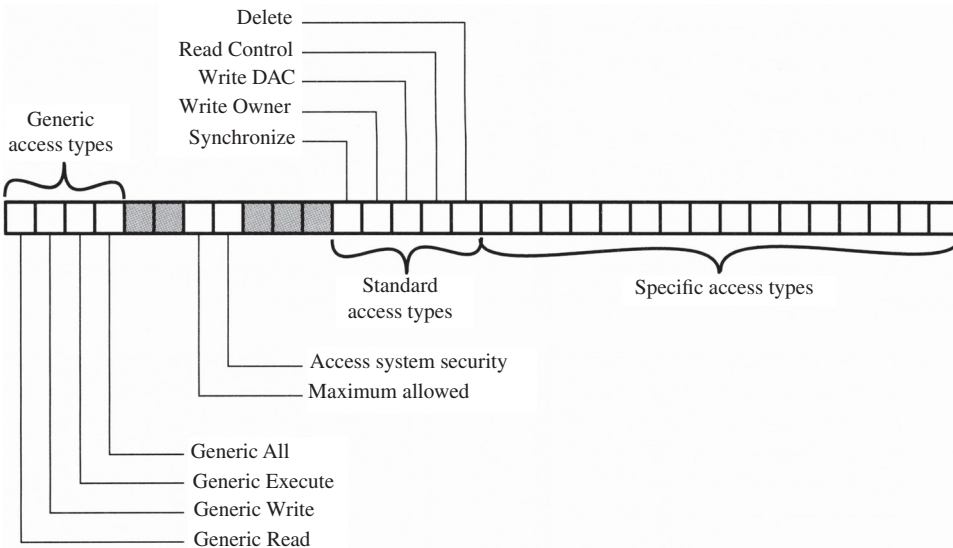 Delete
Read Control
Write DAC
Write Owner
Synchronize
Generic
access types
Standard
access types
Specific access types
Access system security
Maximum allowed
Generic All
Generic Execute
Generic Write
Generic Read